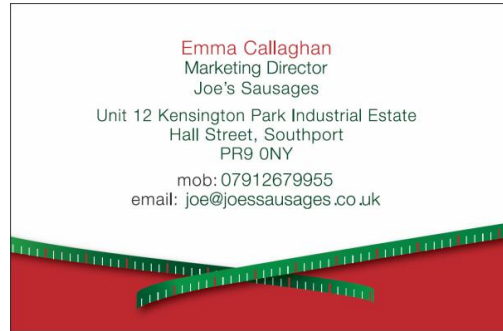 Emma Callaghan
Marketing Director
Joe's Sausages
Unit 12 Kensington Park Industrial Estate
Hall Street, Southport
PR9 0NY
mob: 07912679955
email: joe@joessausages.co.uk